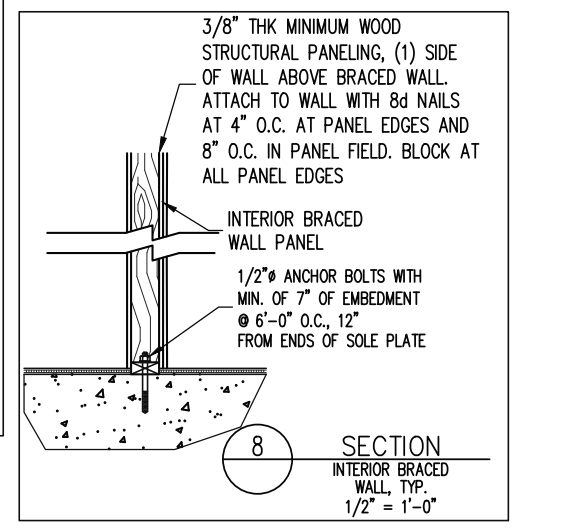 3/8" THK MINIMUM WOOD
STRUCTURAL PANELING, (1) SIDE
OF WALL ABOVE BRACED WALL.
ATTACH TO WALL WITH 8d NAILS
AT 4" O.C. AT PANEL EDGES AND
8" O.C. IN PANEL FIELD. BLOCK AT
ALL PANEL EDGES
INTERIOR BRACED
WALL PANEL
1/2"ø ANCHOR BOLTS WITH
MIN. OF 7" OF EMBEDMENT
@ 6'-0" O.C., 12"
FROM ENDS OF SOLE PLATE
8
SECTION
INTERIOR BRACED
WALL, TYP.
1/2" = 1'-0"